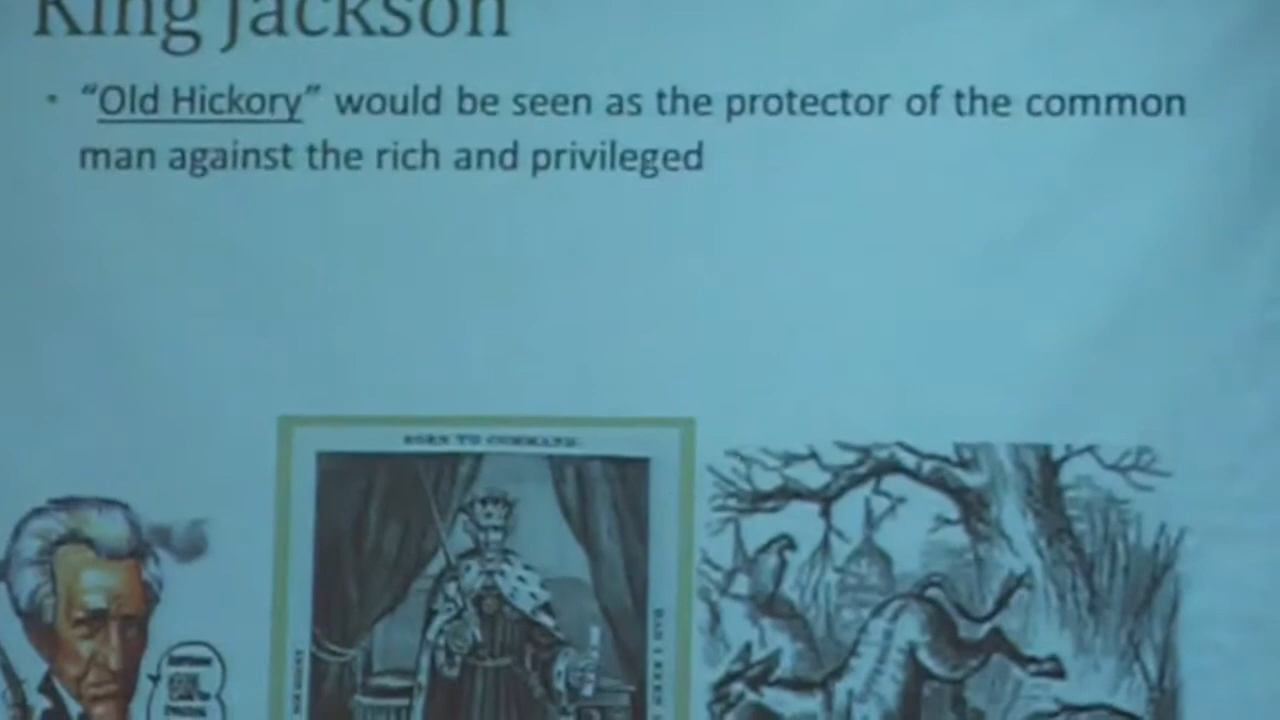 King Jackson
• “Old Hickory” would be seen as the protector of the common
man against the rich and privileged
BORN TO COMMAND.